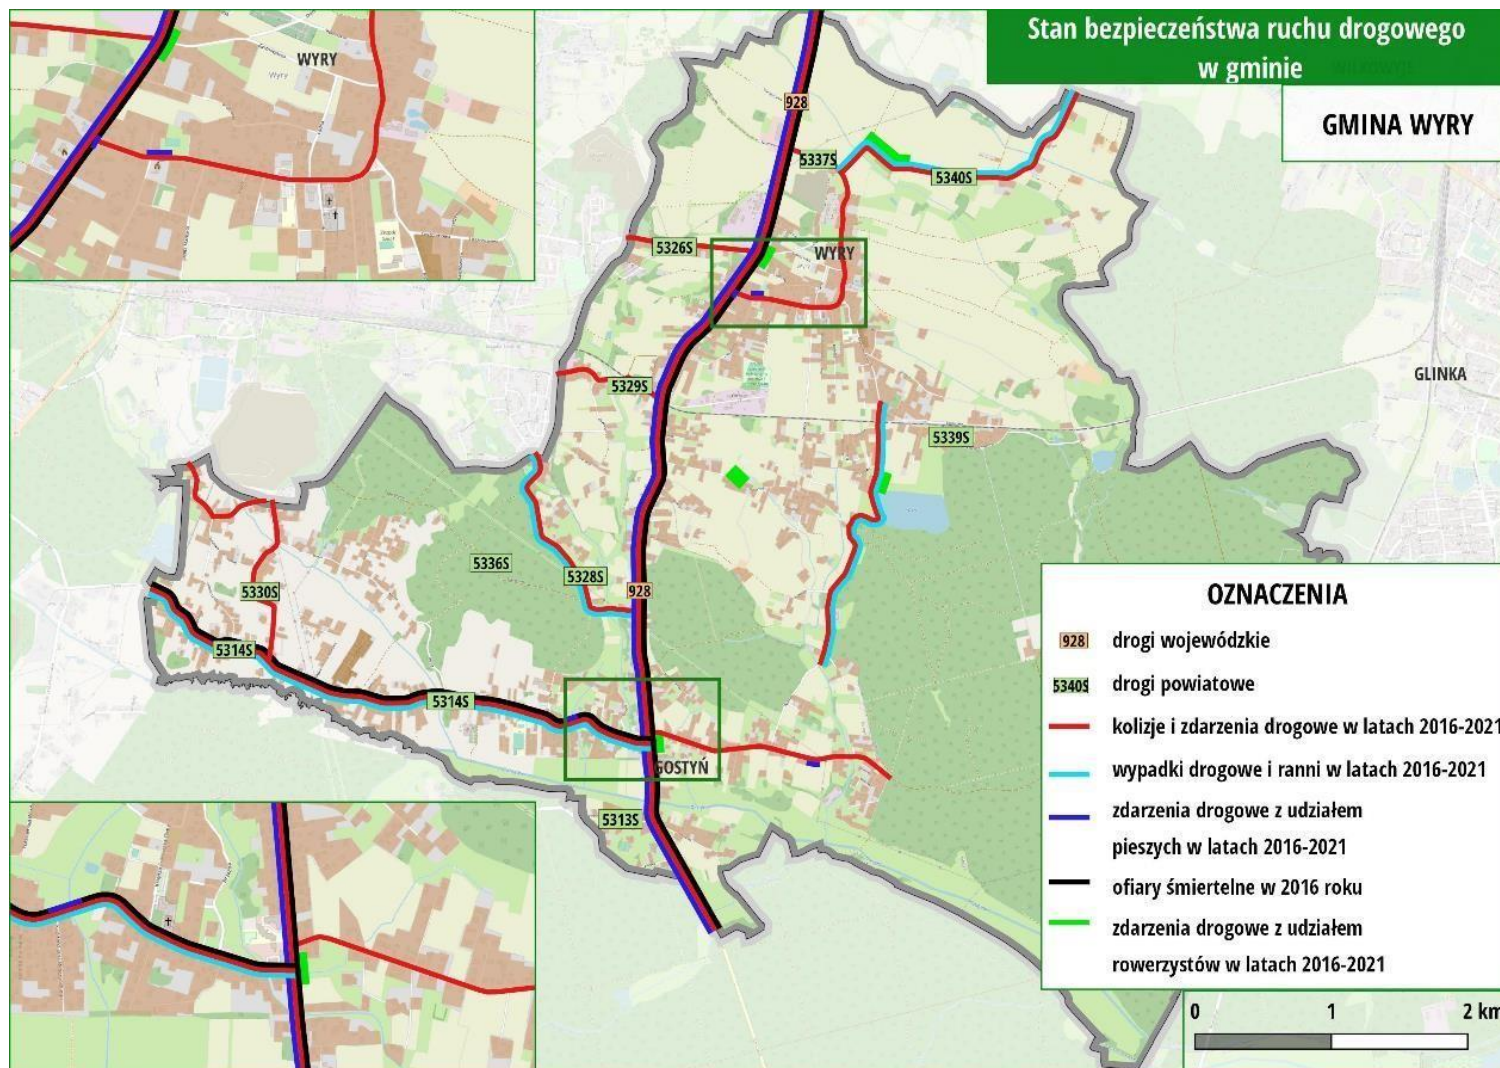 Stan bezpieczeństwa ruchu drogowego
w gminie
GMINA WYRY
WYRY
Wyry
928
5337S
5340S
5326S
WYRY
5329S
GLINKA
5339S
5336S
5328S
928
5330S
5314S
5314S
GOSTYŃ
5313S
OZNACZENIA
928 drogi wojewódzkie
5340S drogi powiatowe
kolizje i zdarzenia drogowe w latach 2016-2021
wypadki drogowe i ranni w latach 2016-2021
zdarzenia drogowe z udziałem
pieszych w latach 2016-2021
ofiary śmiertelne w 2016 roku
zdarzenia drogowe z udziałem
rowerzystów w latach 2016-2021
0 1 2 km